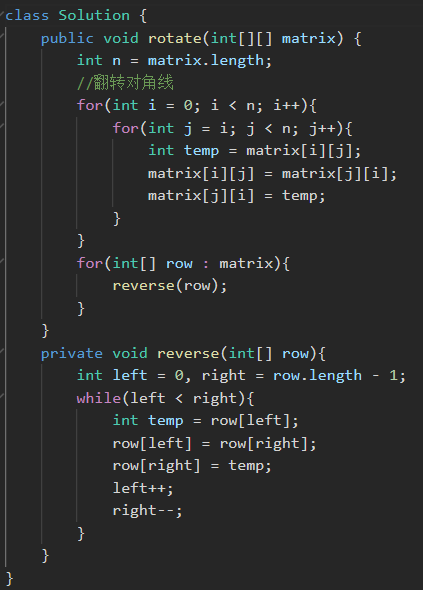 class Solution {
    public void rotate(int[][] matrix) {
        int n = matrix.length;
        //翻转对角线
        for(int i = 0; i < n; i++){
            for(int j = i; j < n; j++){
                int temp = matrix[i][j];
                matrix[i][j] = matrix[j][i];
                matrix[j][i] = temp;
            }
        }
        for(int[] row : matrix){
            reverse(row);
        }
    }
    private void reverse(int[] row){
        int left = 0, right = row.length - 1;
        while(left < right){
            int temp = row[left];
            row[left] = row[right];
            row[right] = temp;
            left++;
            right--;
        }
    }
}